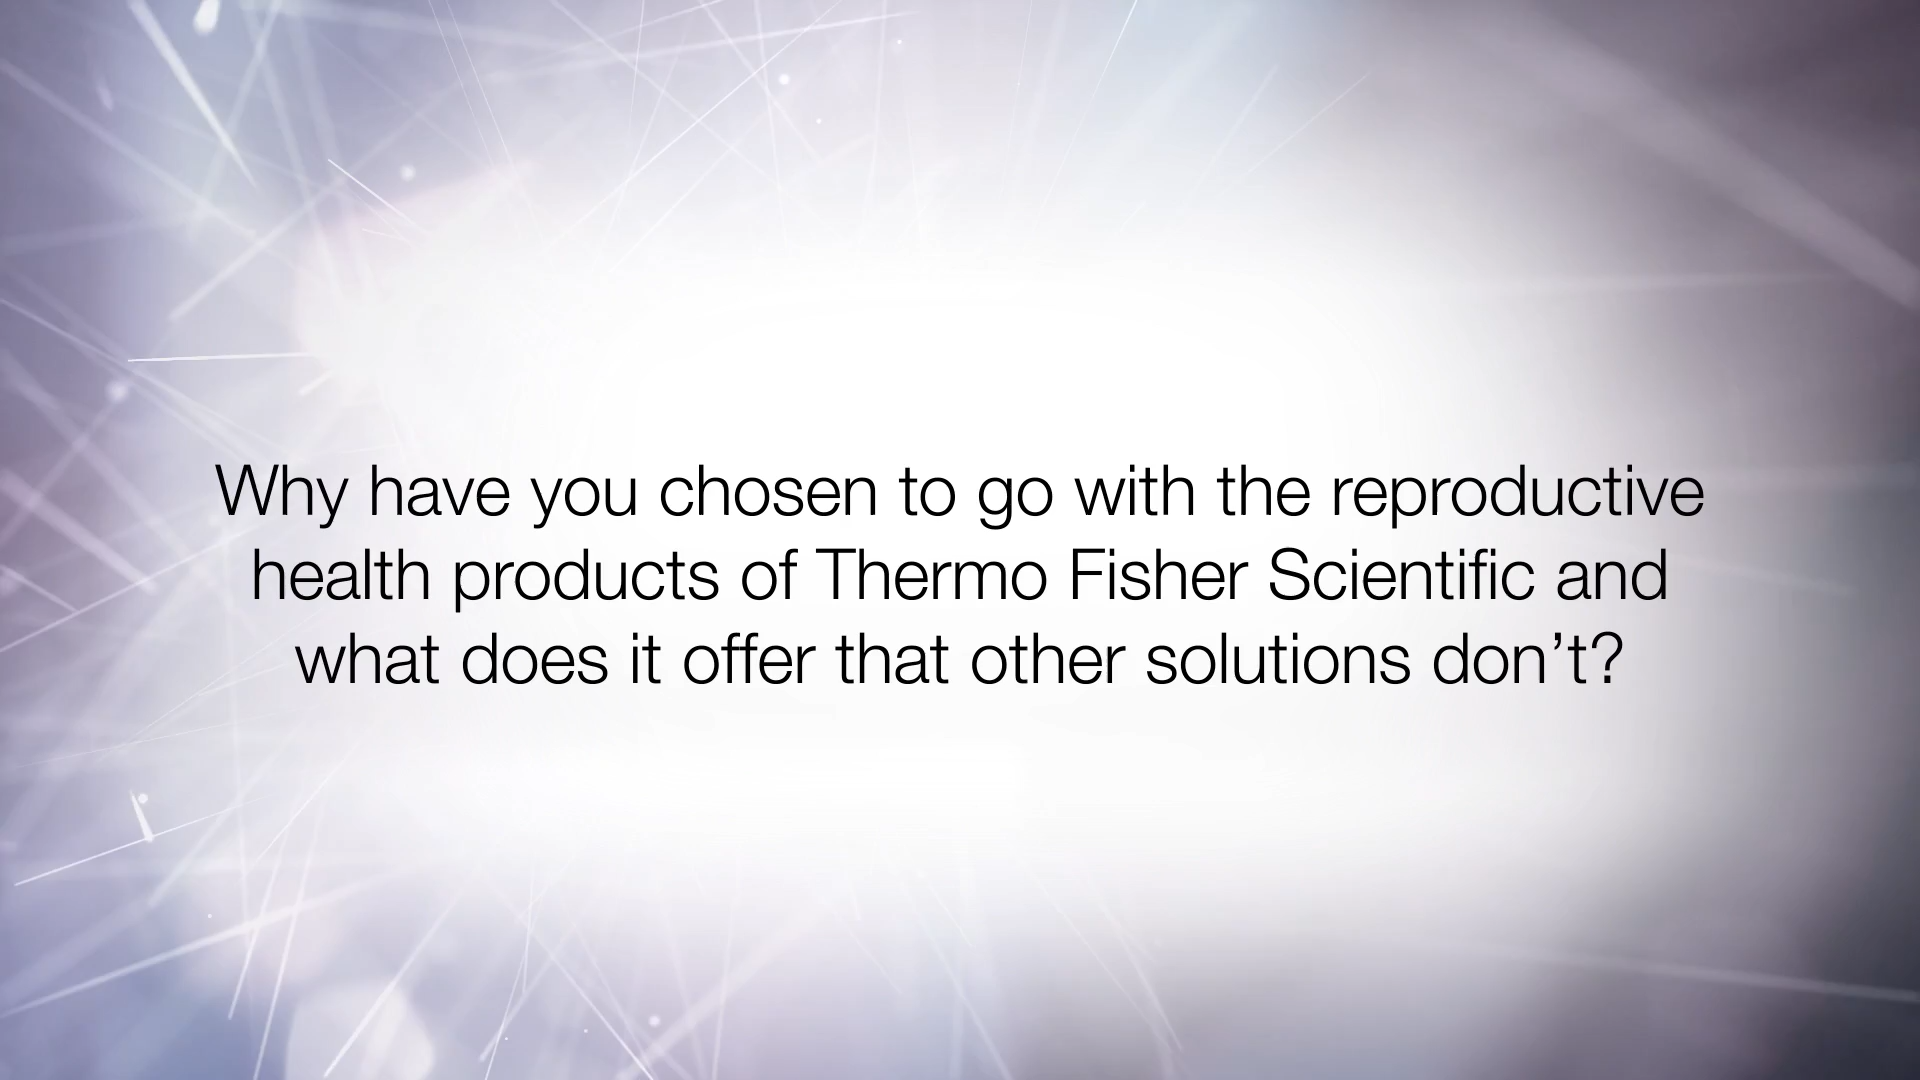 Why have you chosen to go with the reproductive
health products of Thermo Fisher Scientific and
what does it offer that other solutions don’t?